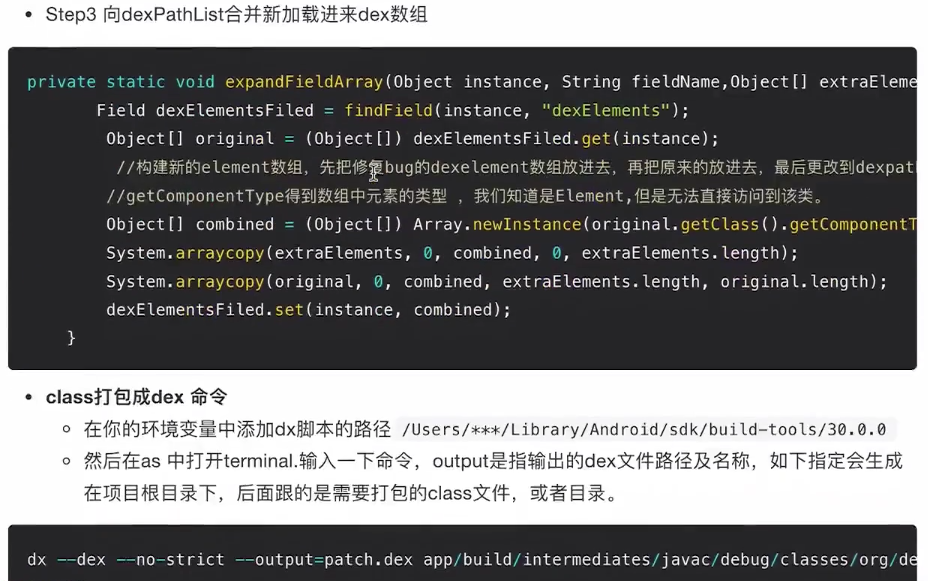 Step3 向dexPathList合并新加载进来dex数组
private static void expandFieldArray(Object instance, String fieldName,Object[] extraEleme
Field dexElementsFiled = findField(instance, "dexElements");
Object[] original = (Object[]) dexElementsFiled.get(instance);
//构建新的element数组，先把修复bug的dexelement数组放进去，再把原来的放进去，最后更改到dexpat
//getComponentType得到数组中元素的类型 ，我们知道是Element,但是无法直接访问到该类。
Object[] combined = (Object[]) Array.newInstance(original.getClass().getComponentT
System.arraycopy(extraElements, 0, combined, 0, extraElements.length);
System.arraycopy(original, 0, combined, extraElements.length, original.length);
dexElementsFiled.set(instance, combined);
}
class打包成dex 命令
在你的环境变量中添加dx脚本的路径 /Users/***/Library/Android/sdk/build-tools/30.0.0
然后在as 中打开terminal.输入一下命令，output是指输出的dex文件路径及名称，如下指定会生成
在项目根目录下，后面跟的是需要打包的class文件，或者目录。
dx --dex --no-strict --output=patch.dex app/build/intermediates/javac/debug/classes/org/de